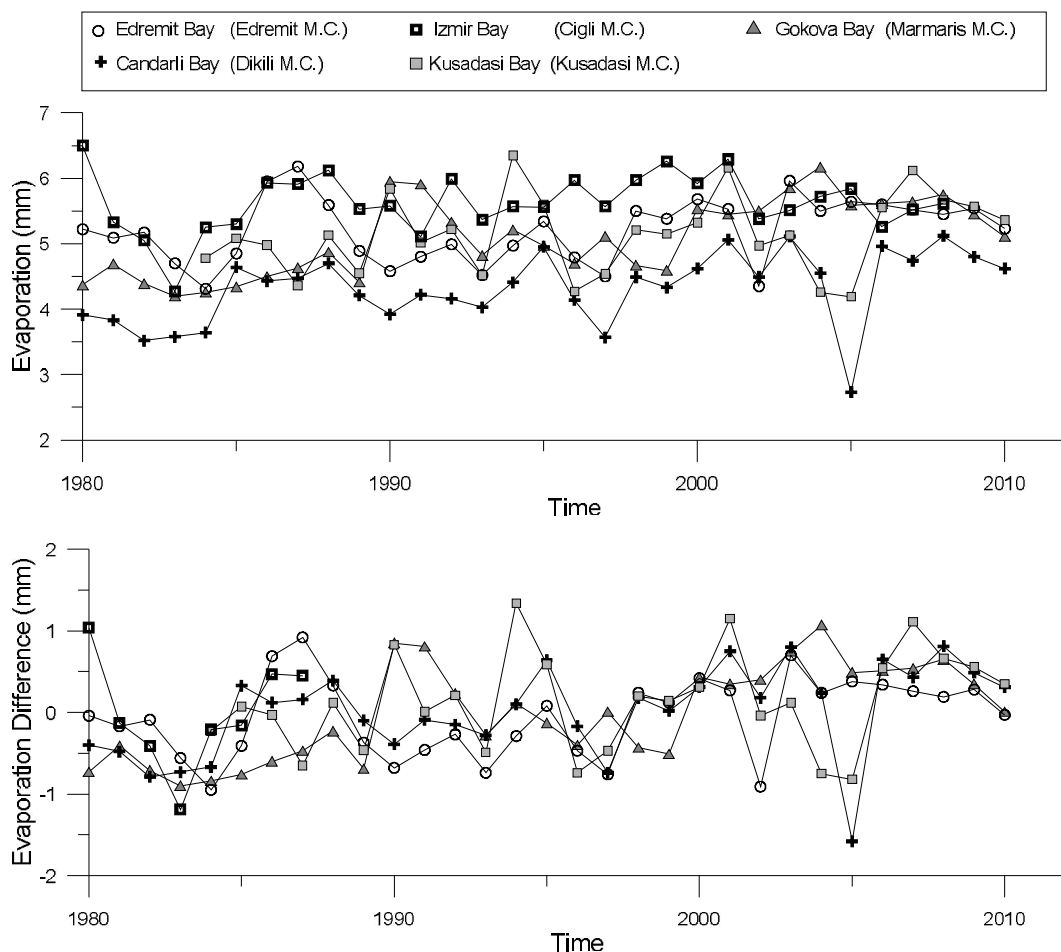 Edremit Bay (Edremit M.C.) Izmir Bay (Cigli M.C.) Gokova Bay (Marmaris M.C.)
Candarli Bay (Dikili M.C.) Kusadasi Bay (Kusadasi M.C.)
7
6
5
4
3
2
Evaporation (mm)
1980 1990 2000 2010
Time
2
1
0
-1
-2
Evaporation Difference (mm)
1980 1990 2000 2010
Time